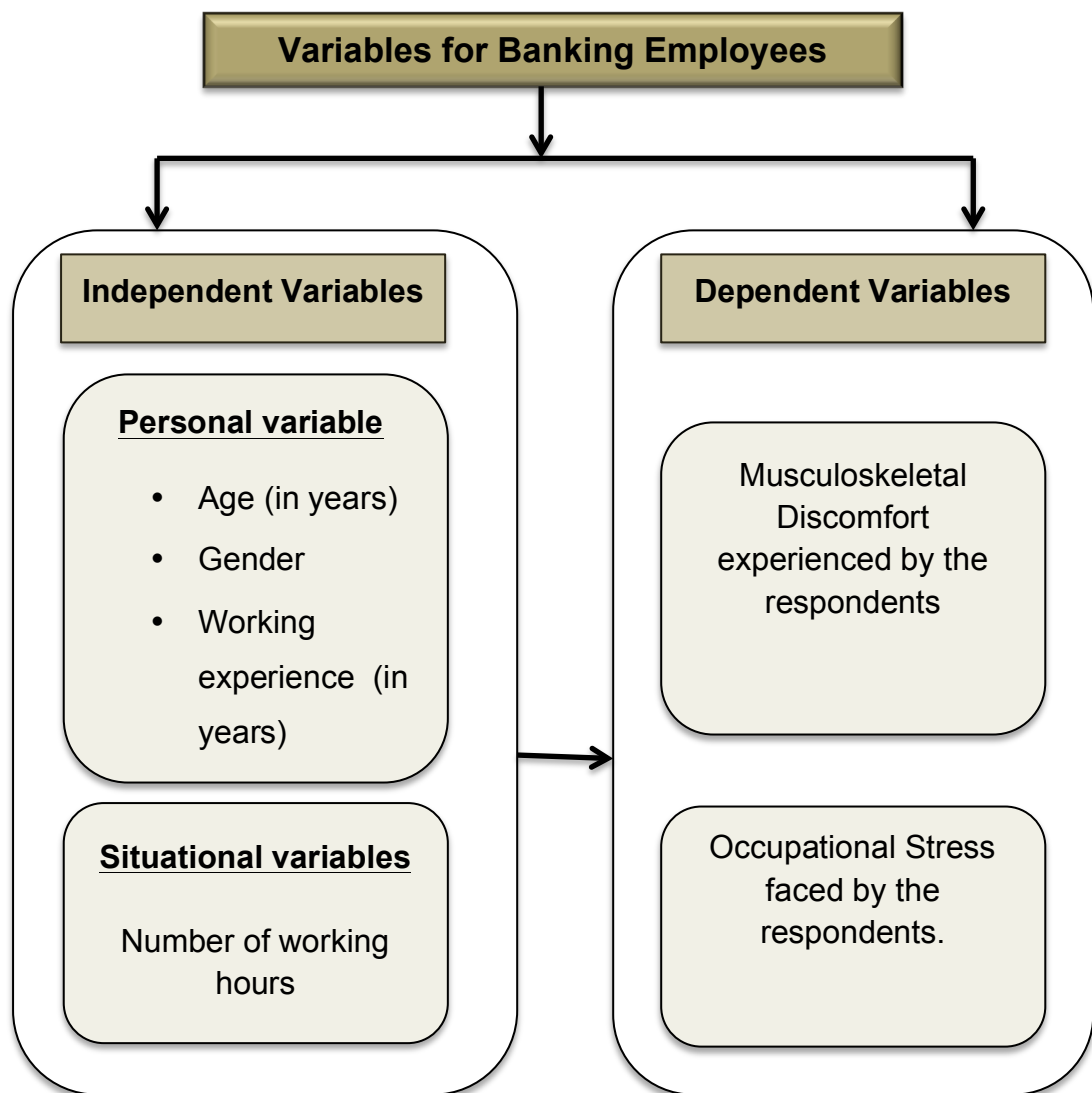 Variables for Banking Employees
Independent Variables
Personal variable
• Age (in years)
• Gender
• Working
experience (in
years)
Situational variables
Number of working
hours
Dependent Variables
Musculoskeletal
Discomfort
experienced by the
respondents
Occupational Stress
faced by the
respondents.